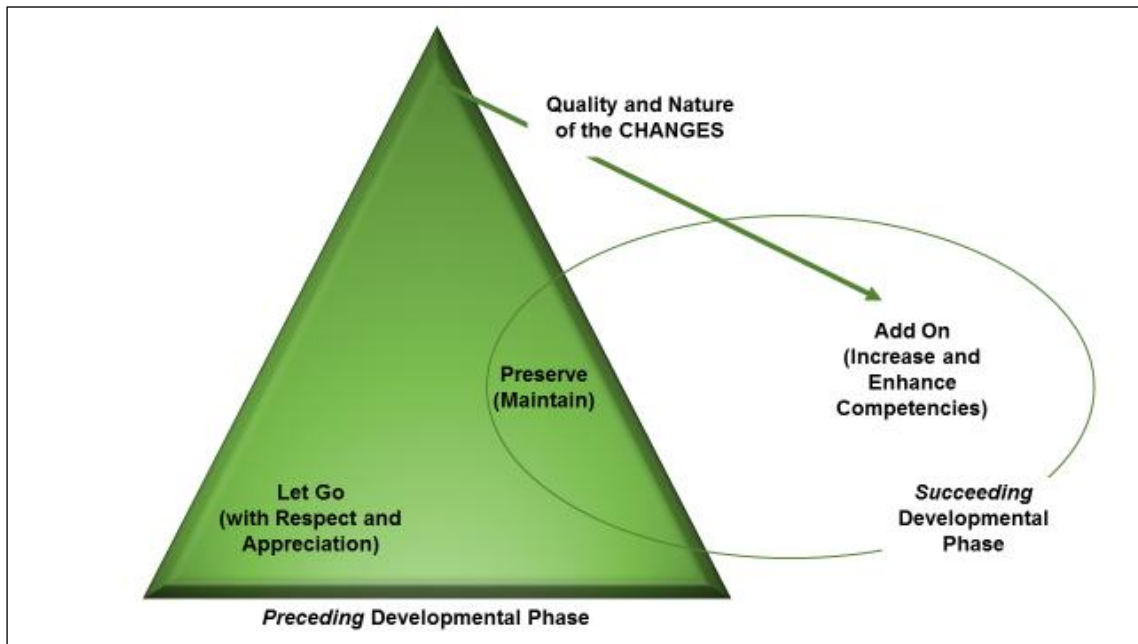 Quality and Nature
of the CHANGES
Add On
(Increase and
Enhance
Competencies)
Preserve
(Maintain)
Let Go
(with Respect and
Appreciation)
Succeeding
Developmental
Phase
Preceding Developmental Phase